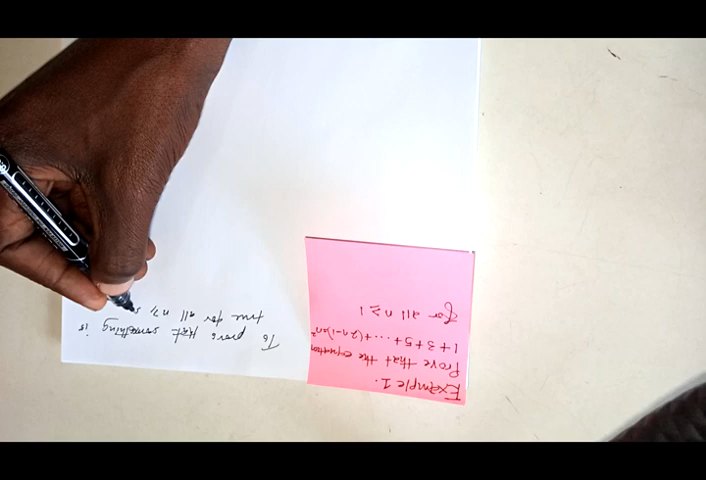 Example 1.
Prove that the equation
1 + 3 + 5 + .... + (2n-1)=n²
for all n ≥ 1
To prove that something is
true for all n ≥